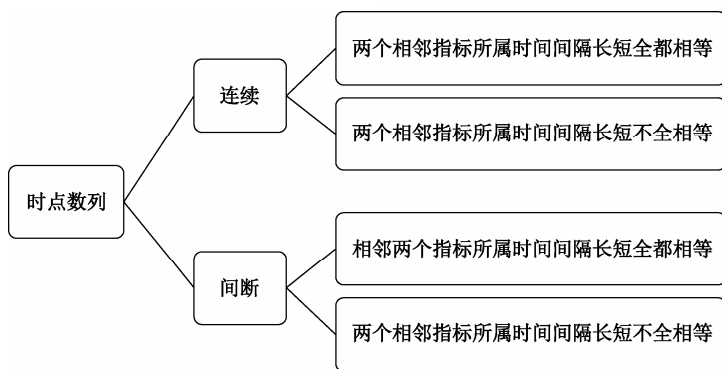 时点数列
连续
两个相邻指标所属时间间隔长短全都相等
两个相邻指标所属时间间隔长短不全相等
间断
相邻两个指标所属时间间隔长短全都相等
两个相邻指标所属时间间隔长短不全相等